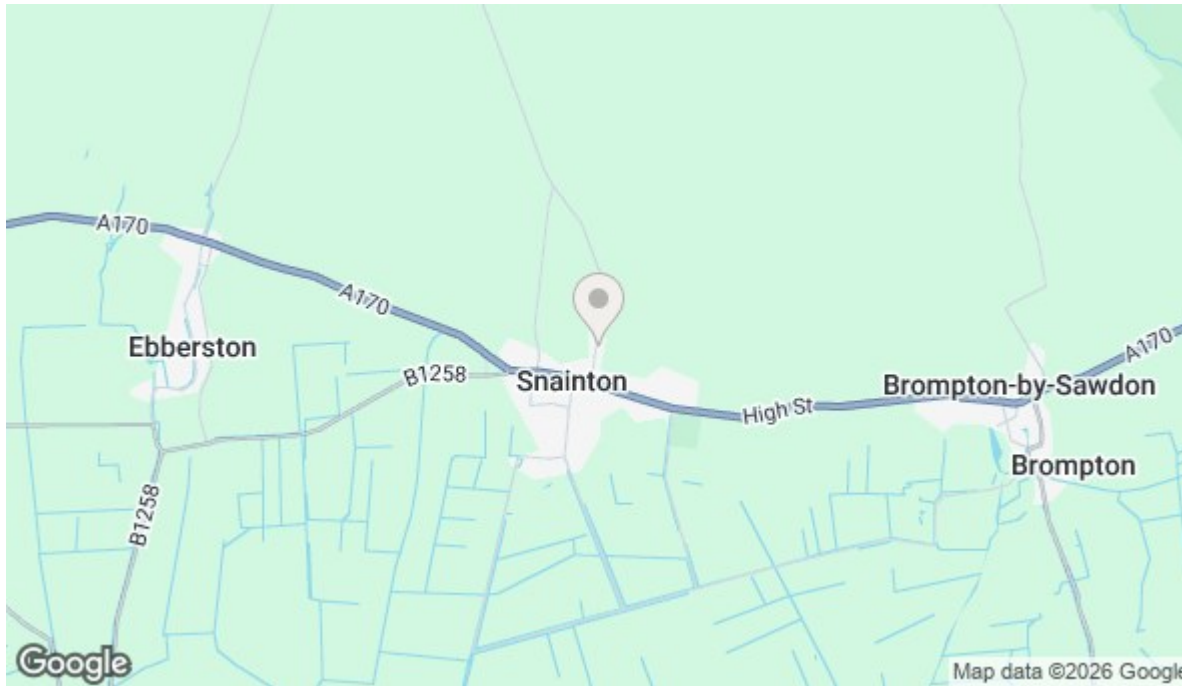 A170
A170
A170
Ebberston
B1258
Snainton
Brompton-by-Sawdon
High St
Brompton
B1258
Google
Map data ©2026 Google